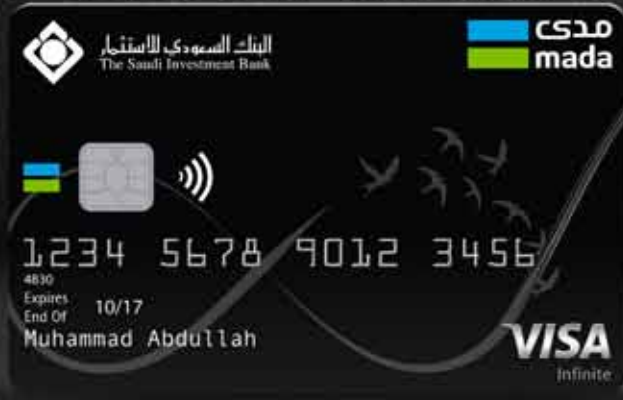 البنك السعودي للاستثمار
The Saudi Investment Bank
مدى
mada
1234 5678 9012 3456
4830
Expires
End Of 10/17
Muhammad Abdullah
VISA
Infinite